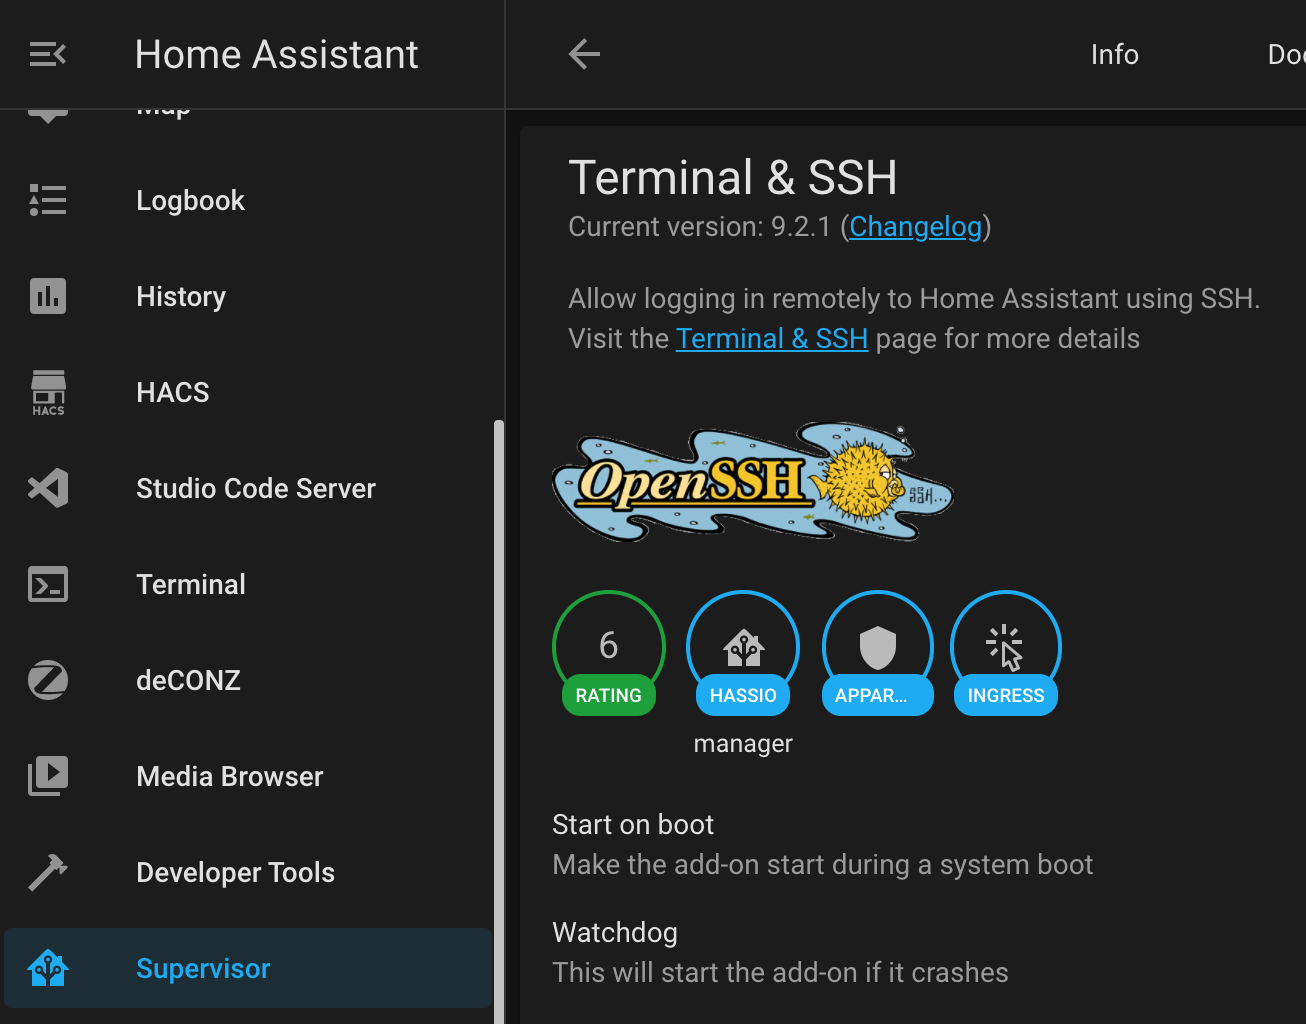 Home Assistant
Info
Map
Logbook
History
HACS
HACS
Studio Code Server
Terminal
deCONZ
Media Browser
Developer Tools
Supervisor
Terminal & SSH
Current version: 9.2.1 (Changelog)
Allow logging in remotely to Home Assistant using SSH.
Visit the Terminal & SSH page for more details
OpenSSH
SSH...
6
RATING
HASSIO
manager
APPAR...
INGRESS
Start on boot
Make the add-on start during a system boot
Watchdog
This will start the add-on if it crashes